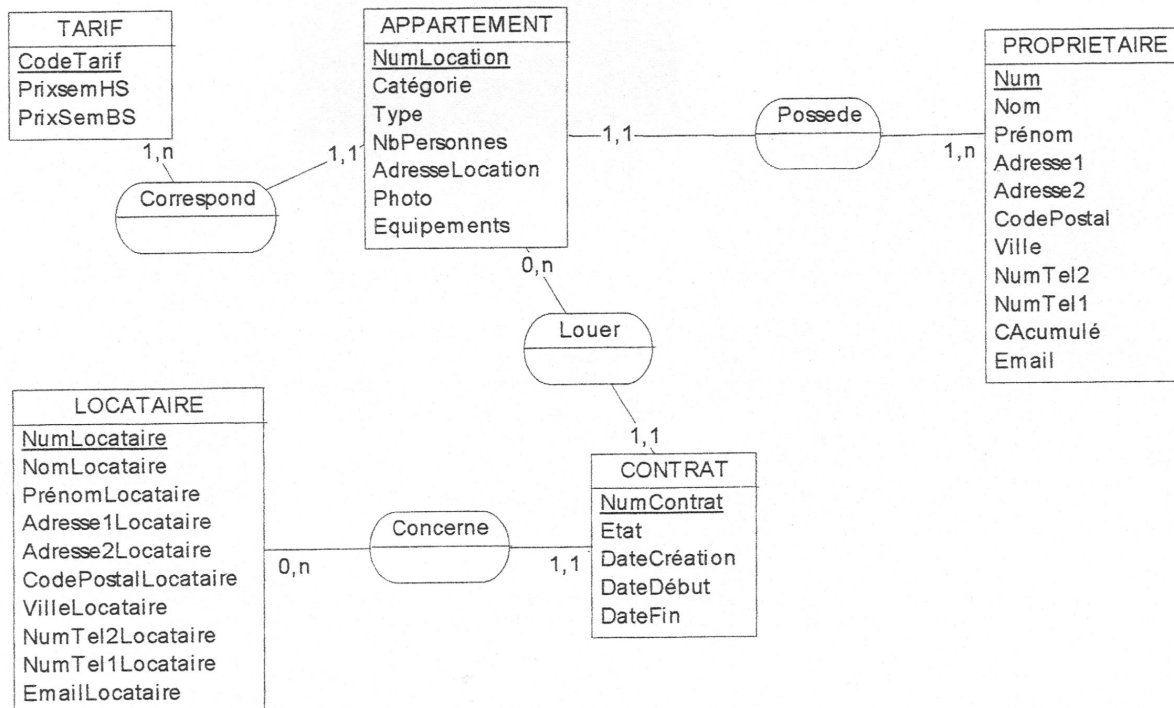 TARIF
CodeTarif
PrixsemHS
PrixSemBS
1,n
Correspond
1,1
APPARTEMENT
NumLocation
Catégorie
Type
NbPersonnes
AdresseLocation
Photo
Equipements
1,1
Possede
1,n
PROPRIETAIRE
Num
Nom
Prénom
Adresse1
Adresse2
CodePostal
Ville
NumTel2
NumTel1
CAcumulé
Email
0,n
Louer
1,1
LOCATAIRE
NumLocataire
NomLocataire
PrénomLocataire
Adresse1Locataire
Adresse2Locataire
CodePostalLocataire
VilleLocataire
NumTel2Locataire
NumTel1Locataire
EmailLocataire
0,n
Concerne
1,1
CONTRAT
NumContrat
Etat
DateCréation
DateDébut
DateFin